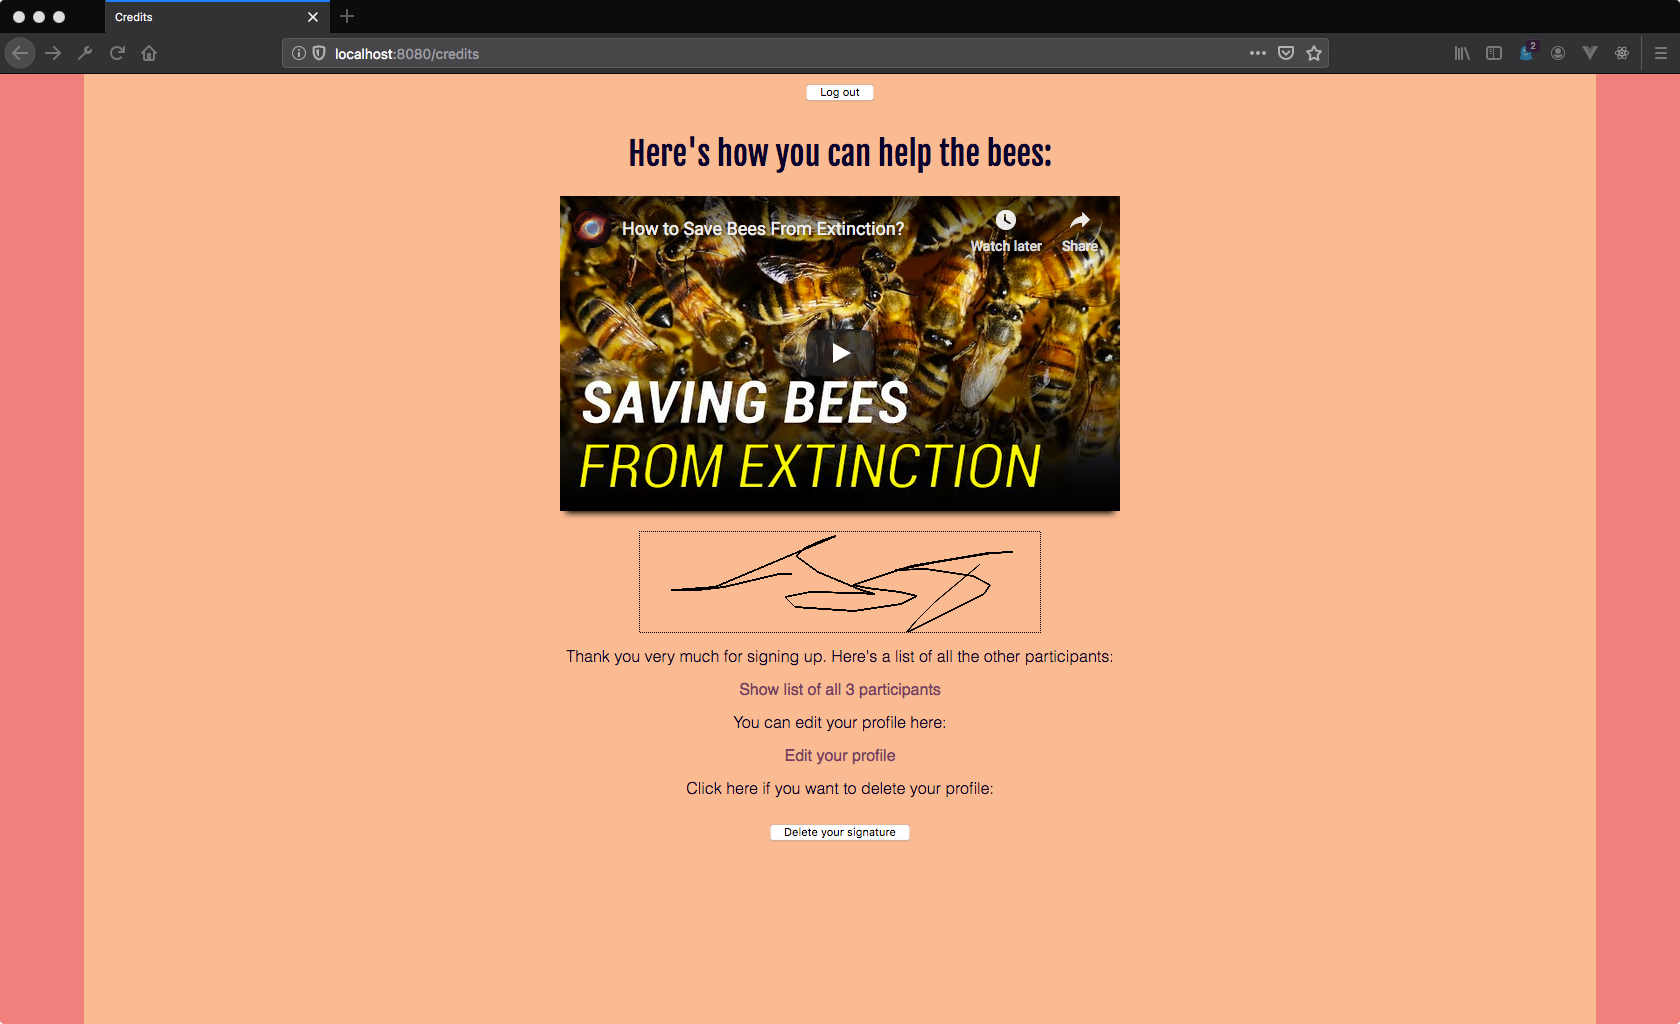 Credits
localhost:8080/credits
2
Log out
Here's how you can help the bees:
How to Save Bees From Extinction?
Watch later
Share
SAVING BEES
FROM EXTINCTION
Thank you very much for signing up. Here's a list of all the other participants:
Show list of all 3 participants
You can edit your profile here:
Edit your profile
Click here if you want to delete your profile:
Delete your signature